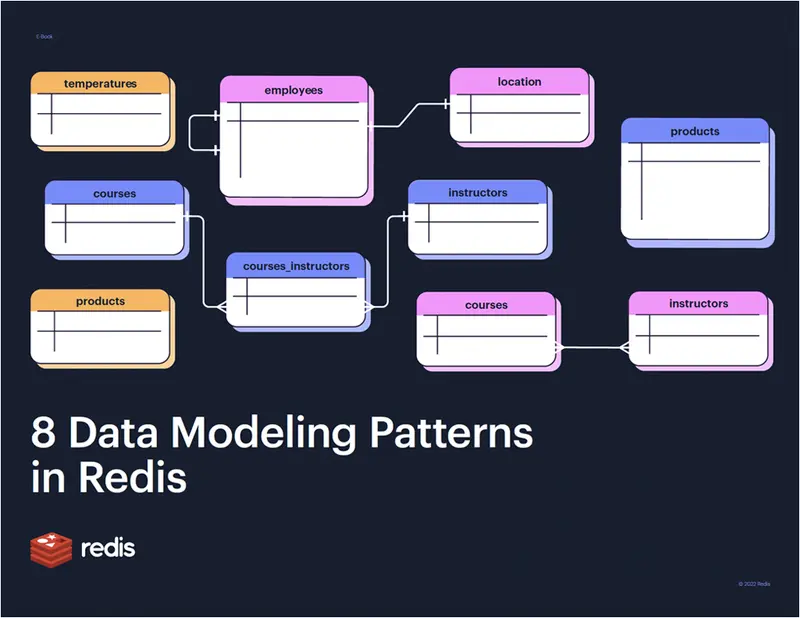 E-Book
temperatures
employees
location
products
courses
instructors
courses_instructors
products
courses
instructors
8 Data Modeling Patterns
in Redis
redis
© 2022 Redis